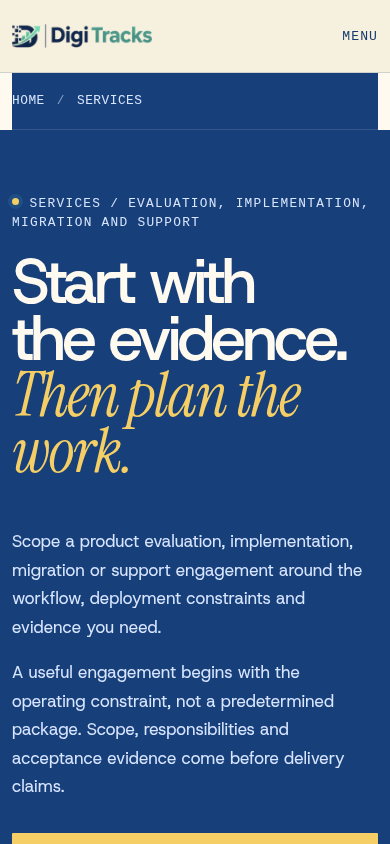 Digi Tracks
MENU
HOME / SERVICES
SERVICES / EVALUATION, IMPLEMENTATION,
MIGRATION AND SUPPORT
Start with
the evidence.
Then plan the
work.
Scope a product evaluation, implementation,
migration or support engagement around the
workflow, deployment constraints and
evidence you need.
A useful engagement begins with the
operating constraint, not a predetermined
package. Scope, responsibilities and
acceptance evidence come before delivery
claims.